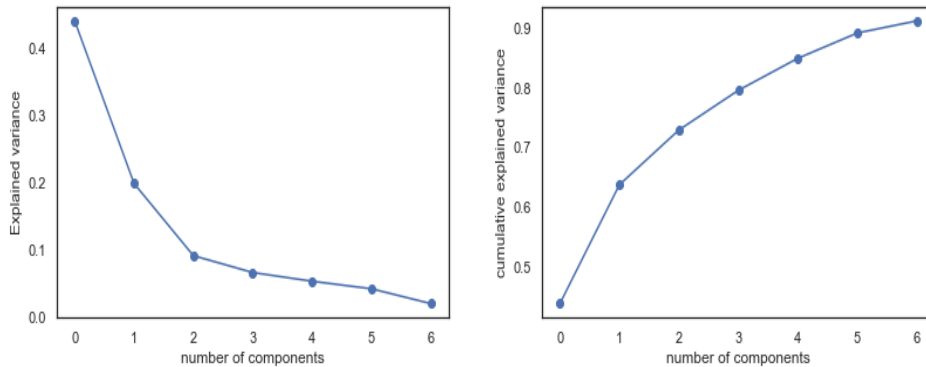 Explained variance
0.4
0.3
0.2
0.1
0.0
0 1 2 3 4 5 6
number of components
cumulative explained variance
0.9
0.8
0.7
0.6
0.5
0 1 2 3 4 5 6
number of components